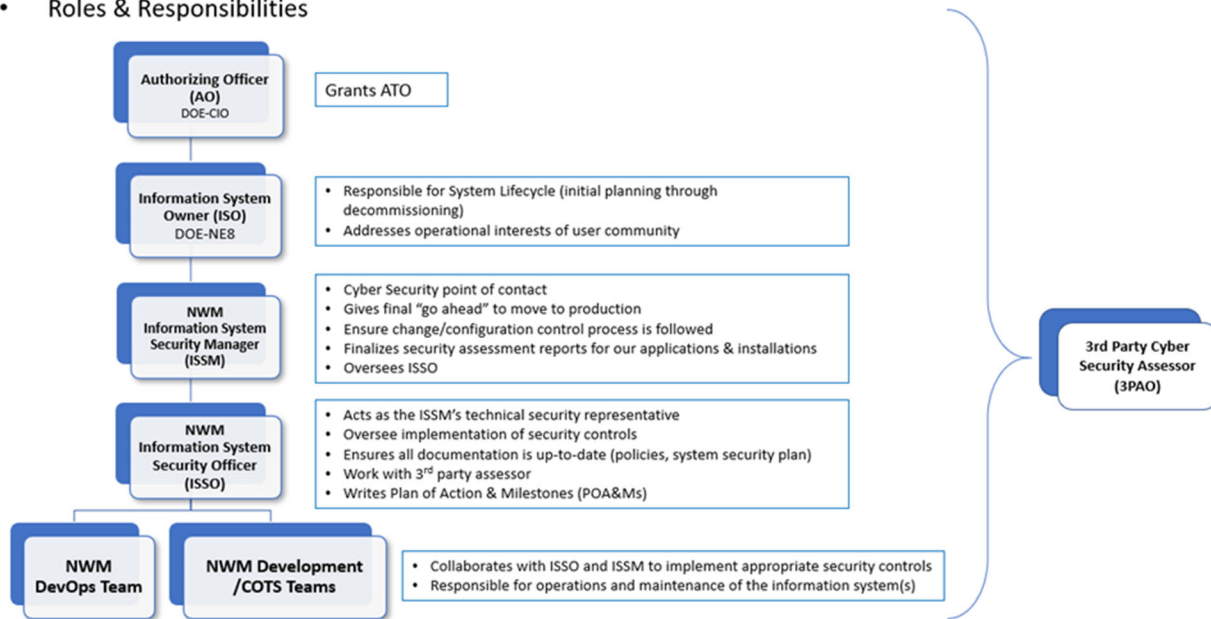 • Roles & Responsibilities
Authorizing Officer
(AO)
DOE-CIO
Grants ATO
Information System
Owner (ISO)
DOE-NE8
• Responsible for System Lifecycle (initial planning through
decommissioning)
• Addresses operational interests of user community
NWM
Information System
Security Manager
(ISSM)
• Cyber Security point of contact
• Gives final “go ahead” to move to production
• Ensure change/configuration control process is followed
• Finalizes security assessment reports for our applications & installations
• Oversees ISSO
NWM
Information System
Security Officer
(ISSO)
• Acts as the ISSM’s technical security representative
• Oversee implementation of security controls
• Ensures all documentation is up-to-date (policies, system security plan)
• Work with 3rd party assessor
• Writes Plan of Action & Milestones (POA&Ms)
NWM
DevOps Team
NWM Development
/COTS Teams
• Collaborates with ISSO and ISSM to implement appropriate security controls
• Responsible for operations and maintenance of the information system(s)
3rd Party Cyber
Security Assessor
(3PAO)